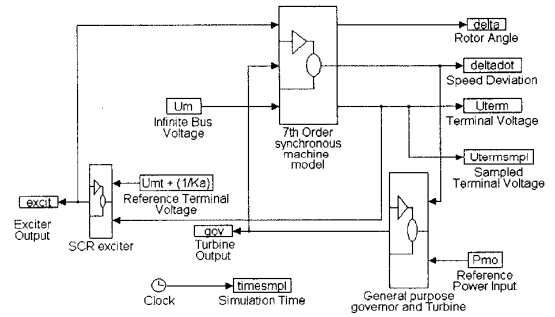 delta
Rotor Angle
deltadot
Speed Deviation
Um
Infinite Bus
Voltage
7th Order
synchronous
machine
model
Uterm
Terminal Voltage
Utermsmpl
Sampled
Terminal Voltage
Umt + (1/Ka)
Reference Terminal
Voltage
excit
Exciter
Output
SCR exciter
gov
Turbine
Output
Pmo
Reference
Power Input
General purpose
governor and Turbine
Clock
timesmpl
Simulation Time